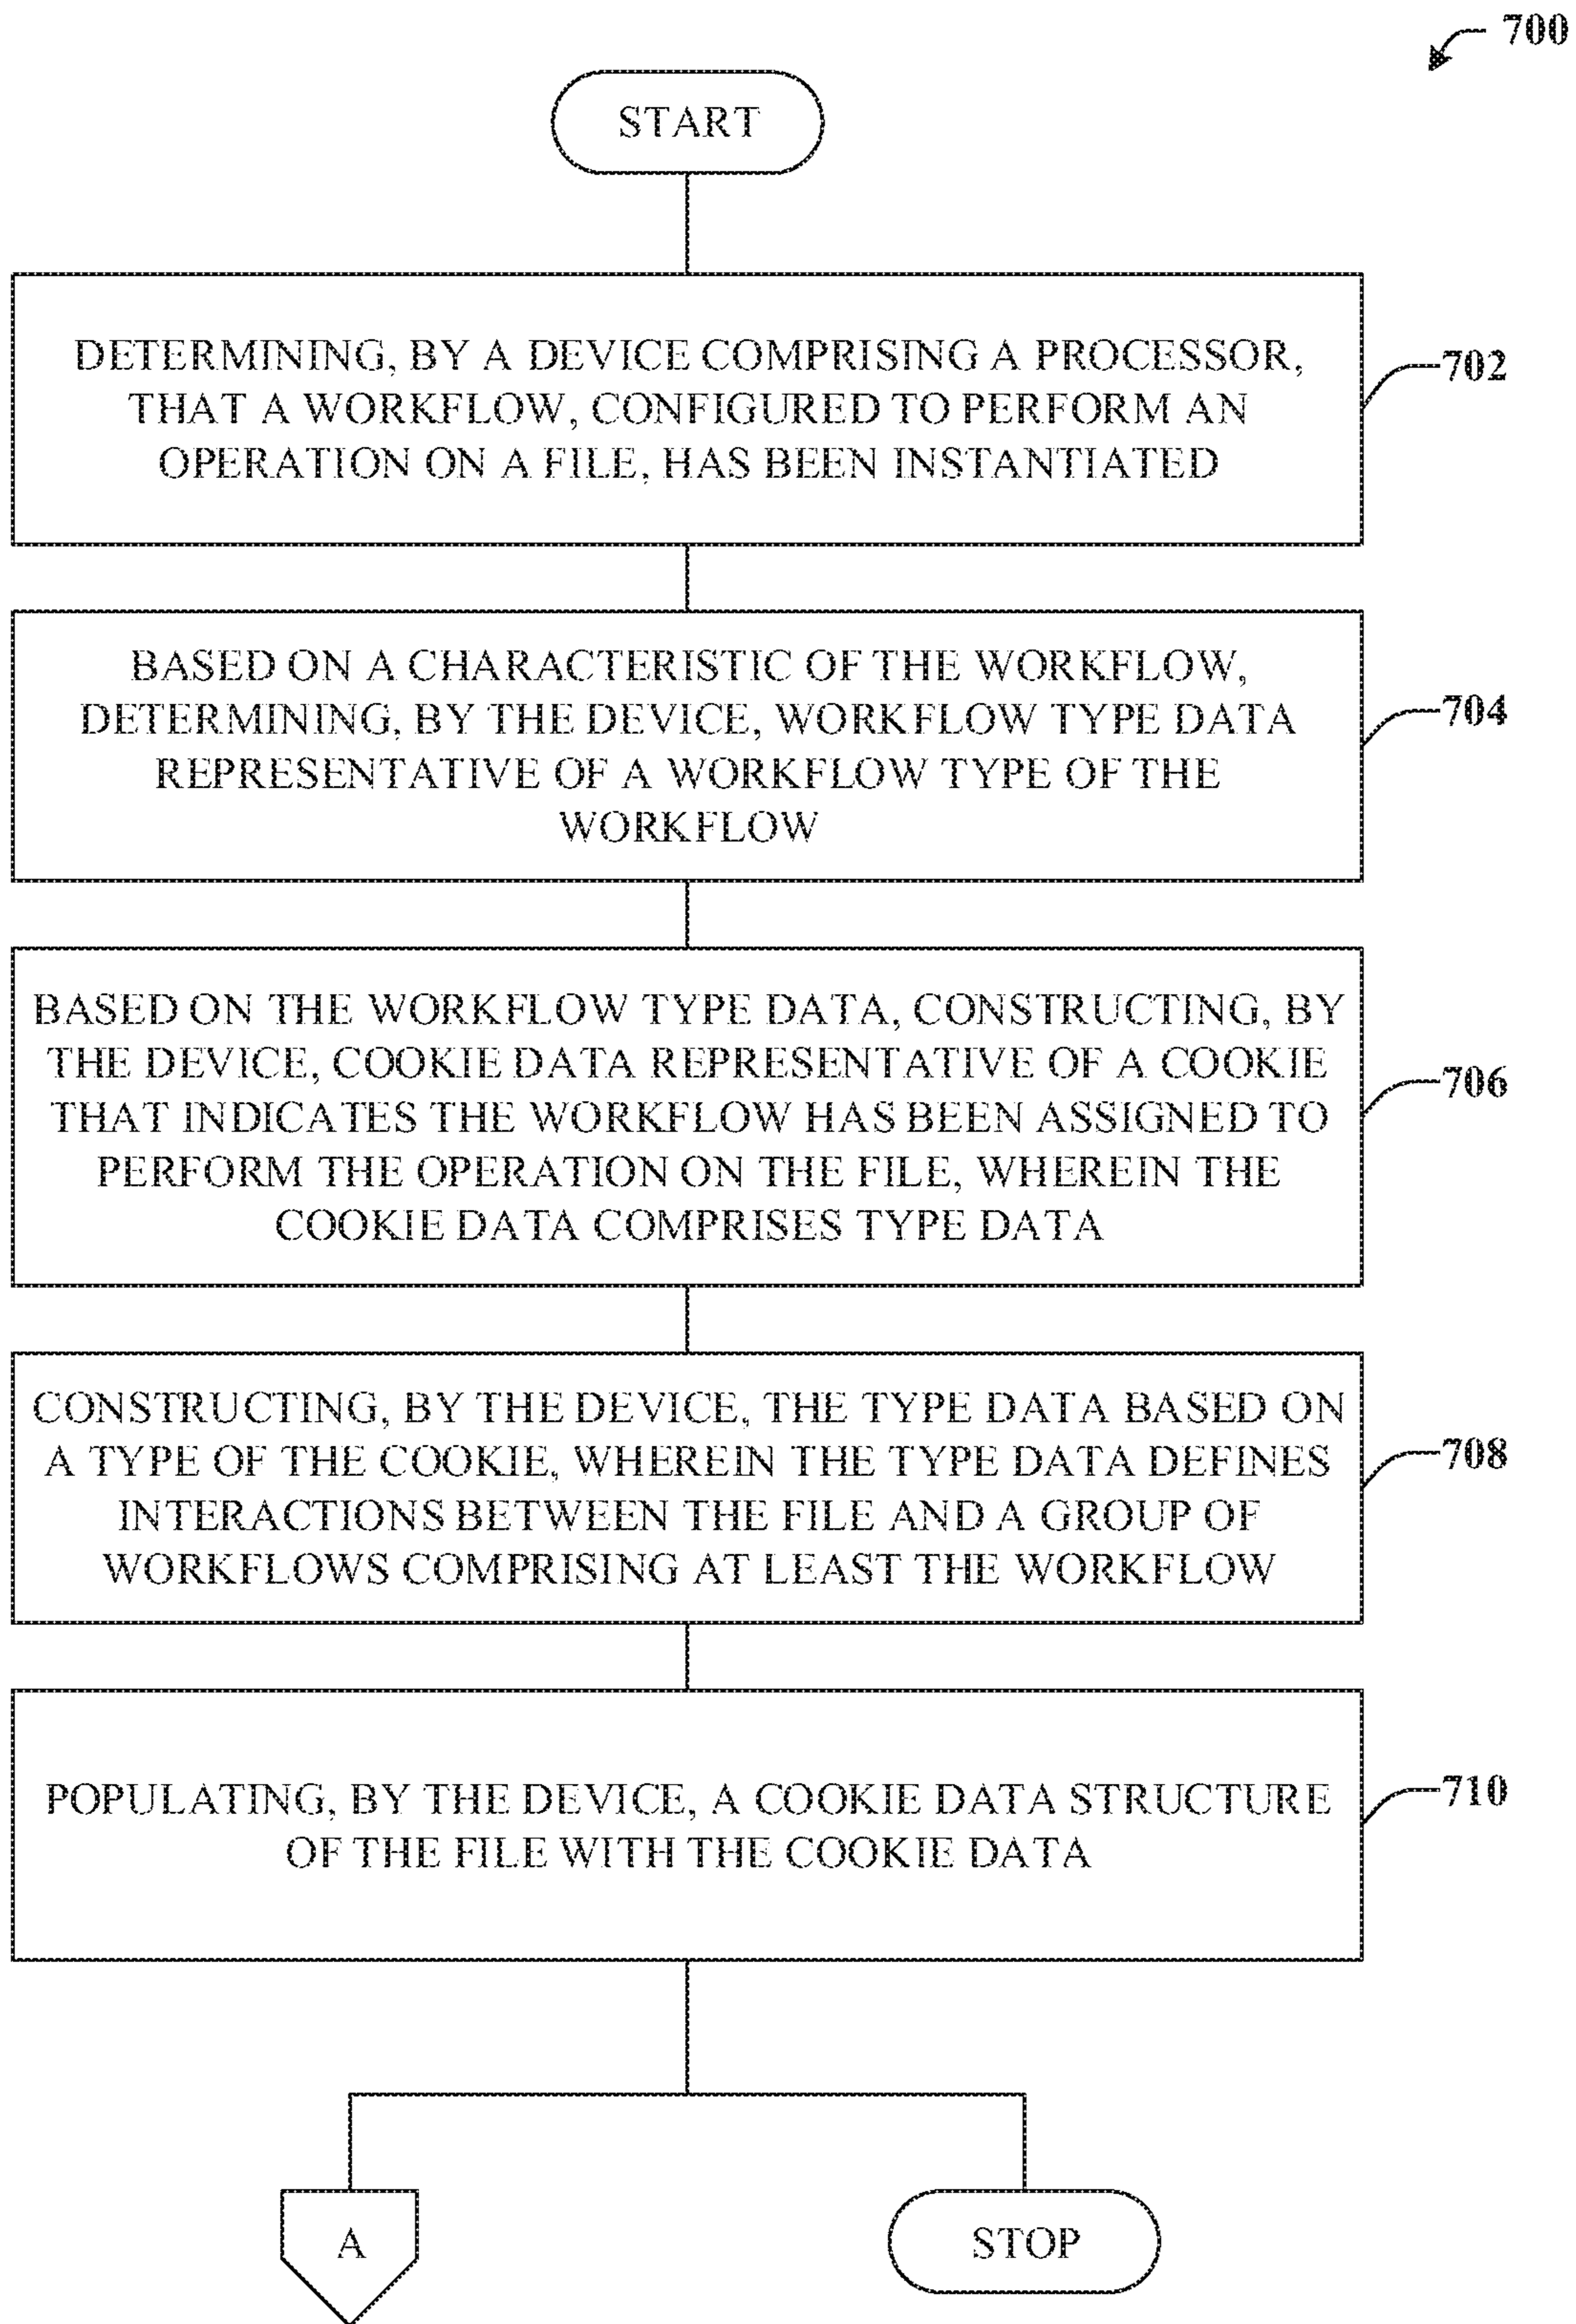 700
START
DETERMINING, BY A DEVICE COMPRISING A PROCESSOR,
THAT A WORKFLOW, CONFIGURED TO PERFORM AN
OPERATION ON A FILE, HAS BEEN INSTANTIATED
702
BASED ON A CHARACTERISTIC OF THE WORKFLOW,
DETERMINING, BY THE DEVICE, WORKFLOW TYPE DATA
REPRESENTATIVE OF A WORKFLOW TYPE OF THE
WORKFLOW
704
BASED ON THE WORKFLOW TYPE DATA, CONSTRUCTING, BY
THE DEVICE, COOKIE DATA REPRESENTATIVE OF A COOKIE
THAT INDICATES THE WORKFLOW HAS BEEN ASSIGNED TO
PERFORM THE OPERATION ON THE FILE, WHEREIN THE
COOKIE DATA COMPRISES TYPE DATA
706
CONSTRUCTING, BY THE DEVICE, THE TYPE DATA BASED ON
A TYPE OF THE COOKIE, WHEREIN THE TYPE DATA DEFINES
INTERACTIONS BETWEEN THE FILE AND A GROUP OF
WORKFLOWS COMPRISING AT LEAST THE WORKFLOW
708
POPULATING, BY THE DEVICE, A COOKIE DATA STRUCTURE
OF THE FILE WITH THE COOKIE DATA
710
A
STOP